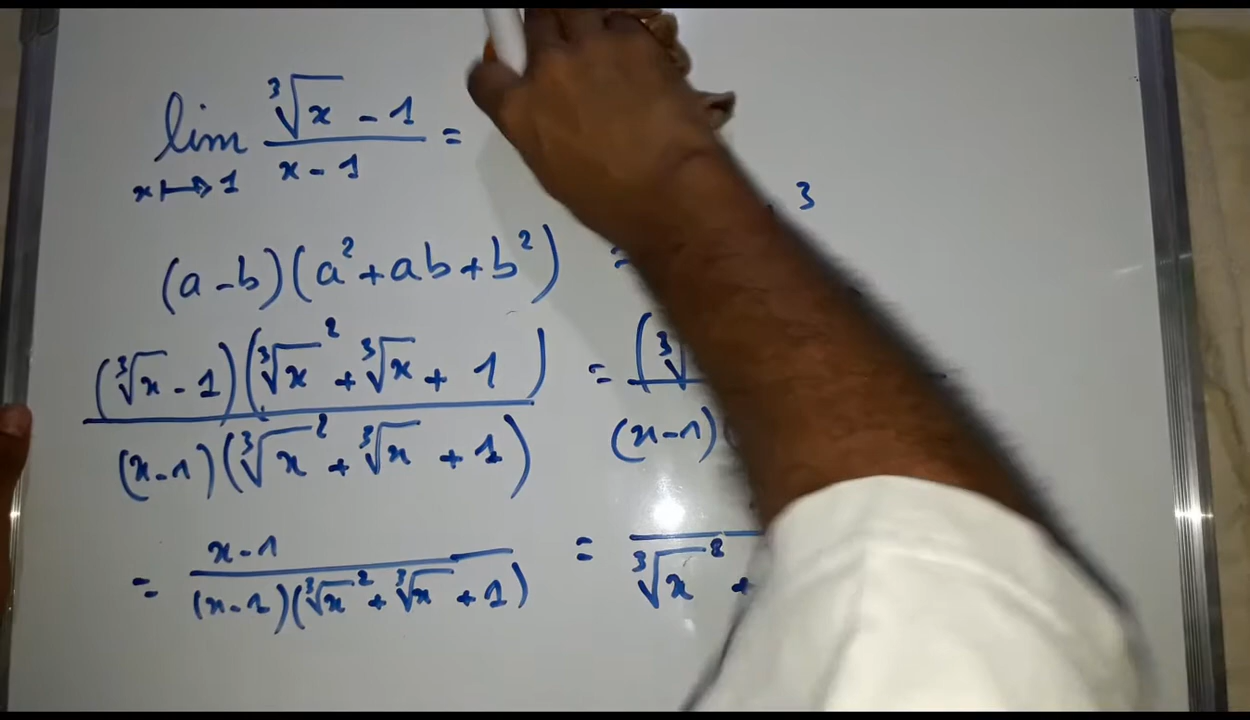 lim x↦1 (∛x - 1)/(x - 1) =
(a - b)(a² + ab + b²) = 3
((∛x - 1)(∛x² + ∛x + 1))/((x - 1)(∛x² + ∛x + 1)) = (∛ / (x - 1)
= (x - 1)/((x - 1)(∛x² + ∛x + 1)) = /∛x² +